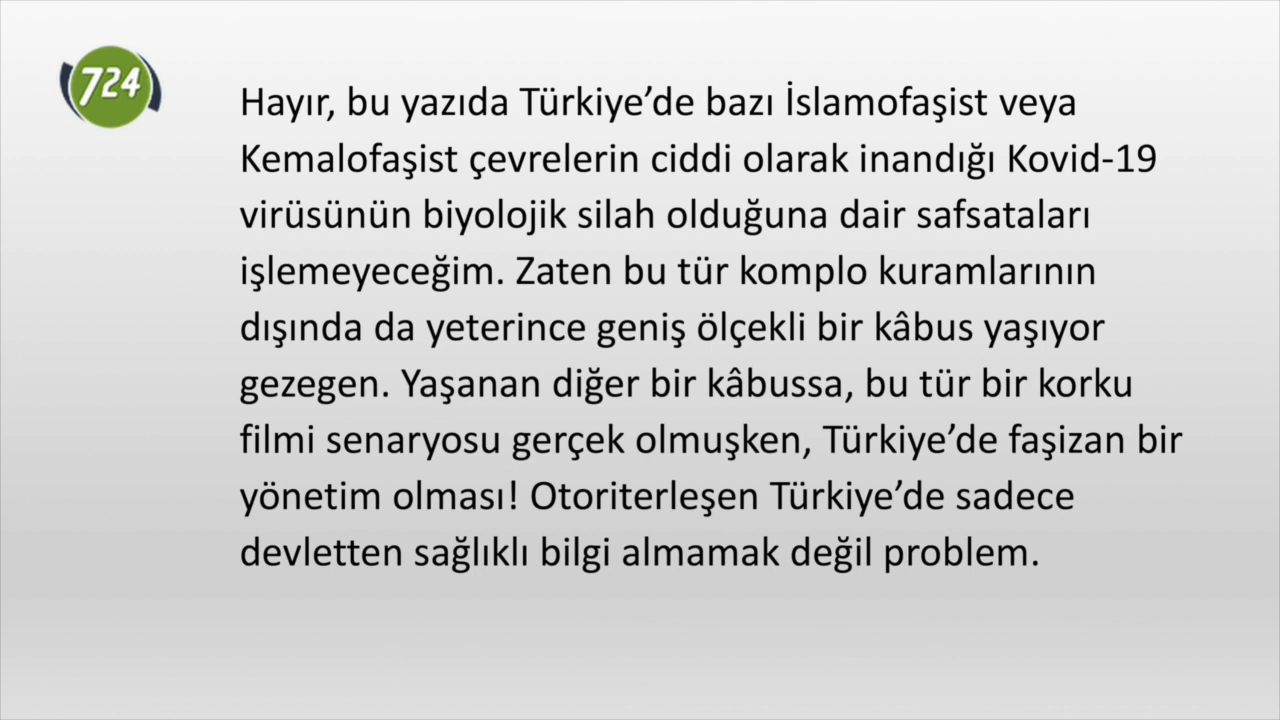 724
Hayır, bu yazıda Türkiye’de bazı İslamofaşist veya
Kemalofaşist çevrelerin ciddi olarak inandığı Kovid-19
virüsünün biyolojik silah olduğuna dair safsataları
işlemeyeceğim. Zaten bu tür komplo kuramlarının
dışında da yeterince geniş ölçekli bir kâbus yaşıyor
gezegen. Yaşanan diğer bir kâbussa, bu tür bir korku
filmi senaryosu gerçek olmuşken, Türkiye’de faşizan bir
yönetim olması! Otoriterleşen Türkiye’de sadece
devletten sağlıklı bilgi almamak değil problem.